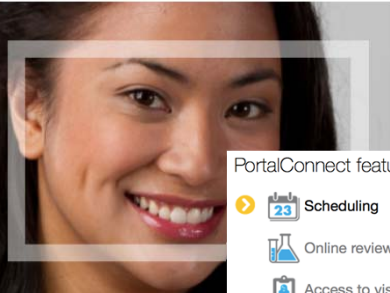 PortalConnect featu
23
Scheduling
Online review
Access to vis